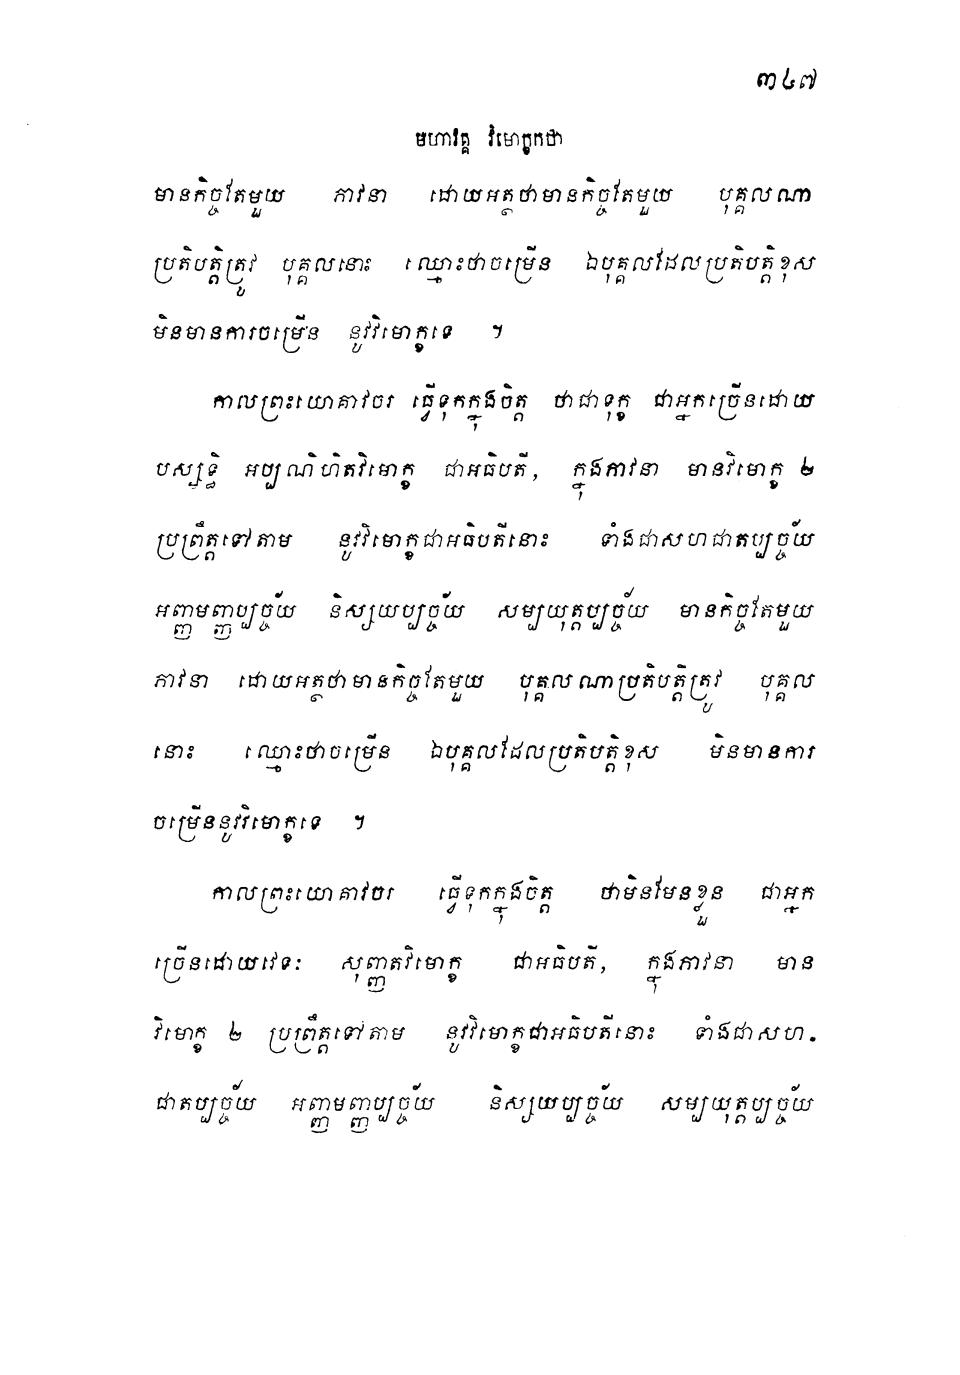 ៣៤៧
មហាវគ្គ វិមោក្ខកថា
មានកិច្ចតែមួយ ភាវនា ដោយអត្ថថាមានកិច្ចតែមួយ បុគ្គលណា
ប្រតិបត្តិត្រូវ បុគ្គលនោះ ឈ្មោះថាចម្រើន ឯបុគ្គលដែលប្រតិបត្តិខុស
មិនមានការចម្រើន នូវវិមោក្ខទេ ។
កាលព្រះយោគាវចរ ធ្វើទុកក្នុងចិត្ត ថាជាទុក្ខ ជាអ្នកច្រើនដោយ
បស្សទ្ធិ អប្បណិហិតវិមោក្ខ ជាអធិបតី, ក្នុងភាវនា មានវិមោក្ខ ២
ប្រព្រឹត្តទៅតាម នូវវិមោក្ខជាអធិបតីនោះ ទាំងជាសហជាតប្បច្ច័យ
អញ្ញមញ្ញប្បច្ច័យ និស្សយប្បច្ច័យ សម្បយុត្តប្បច្ច័យ មានកិច្ចតែមួយ
ភាវនា ដោយអត្ថថាមានកិច្ចតែមួយ បុគ្គលណាប្រតិបត្តិត្រូវ បុគ្គល
នោះ ឈ្មោះថាចម្រើន ឯបុគ្គលដែលប្រតិបត្តិខុស មិនមានការ
ចម្រើននូវវិមោក្ខទេ ។
កាលព្រះយោគាវចរ ធ្វើទុកក្នុងចិត្ត ថាមិនមែនខ្លួន ជាអ្នក
ច្រើនដោយវេទៈ សុញ្ញតវិមោក្ខ ជាអធិបតី, ក្នុងភាវនា មាន
វិមោក្ខ ២ ប្រព្រឹត្តទៅតាម នូវវិមោក្ខជាអធិបតីនោះ ទាំងជាសហ.
ជាតប្បច្ច័យ អញ្ញមញ្ញប្បច្ច័យ និស្សយប្បច្ច័យ សម្បយុត្តប្បច្ច័យ